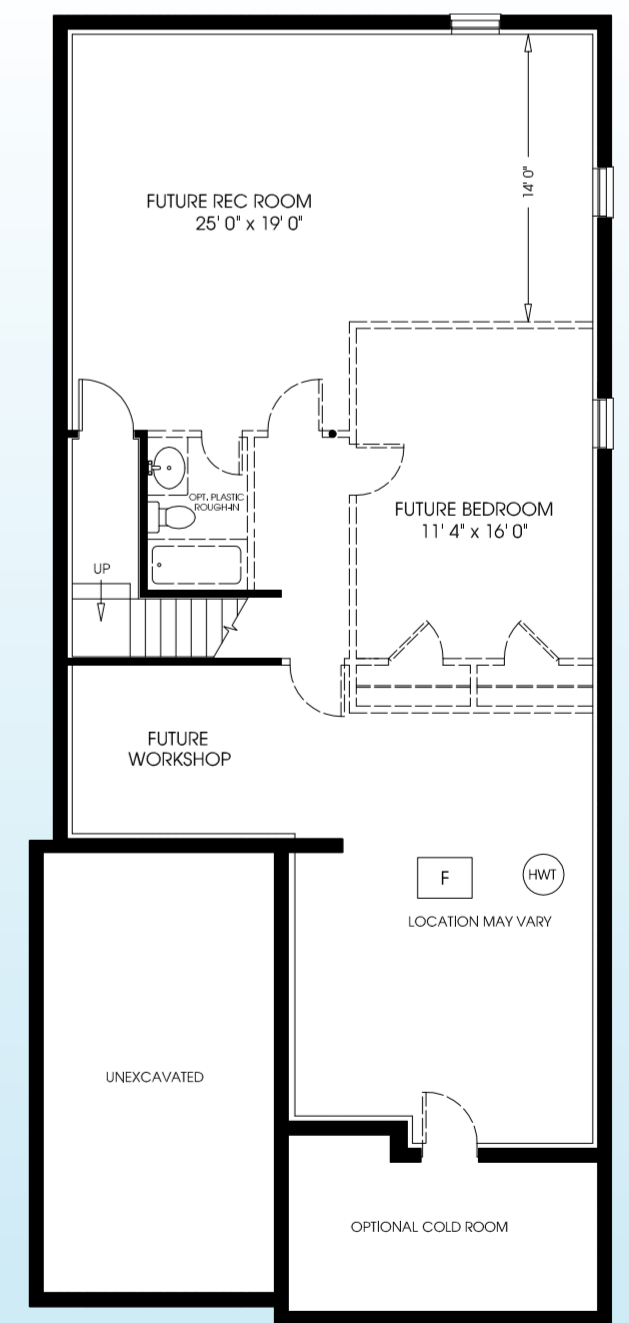 14' 0"
FUTURE REC ROOM
25' 0" x 19' 0"
OPT. PLASTIC
ROUGH-IN
FUTURE BEDROOM
11' 4" x 16' 0"
UP
FUTURE
WORKSHOP
F
HWT
LOCATION MAY VARY
UNEXCAVATED
OPTIONAL COLD ROOM